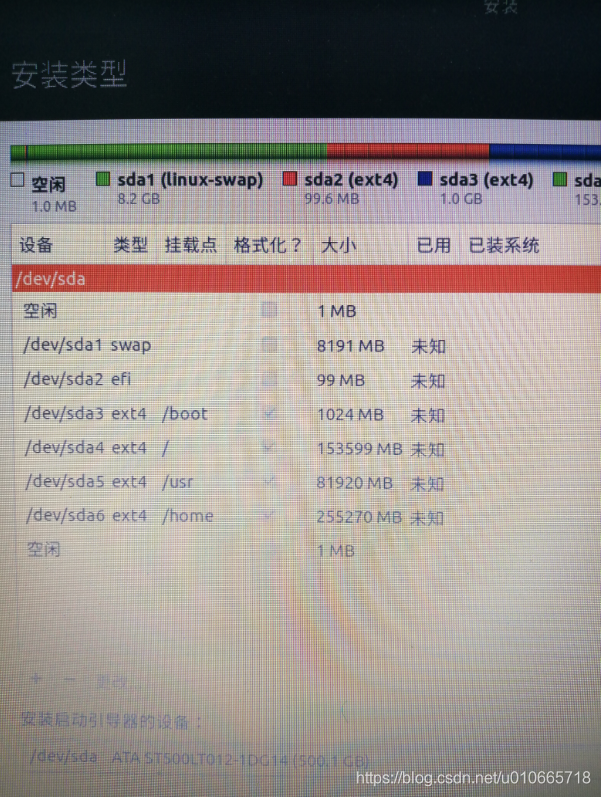 安装
安装类型
空闲 sda1 (linux-swap) sda2 (ext4) sda3 (ext4) sda
1.0 MB 8.2 GB 99.6 MB 1.0 GB 153.
设备 类型 挂载点 格式化？ 大小 已用 已装系统
/dev/sda
空闲 1 MB
/dev/sda1 swap 8191 MB 未知
/dev/sda2 efi 99 MB 未知
/dev/sda3 ext4 /boot 1024 MB 未知
/dev/sda4 ext4 / 153599 MB 未知
/dev/sda5 ext4 /usr 81920 MB 未知
/dev/sda6 ext4 /home 255270 MB 未知
空闲 1 MB
+ − 更改
安装启动引导器的设备：
/dev/sda ATA ST500LT012-1DG14 (500.1 GB)
https://blog.csdn.net/u010665718